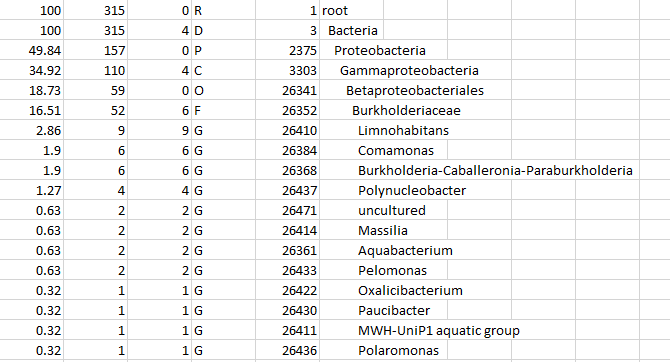 100 315 0 R 1 root
100 315 4 D 3 Bacteria
49.84 157 0 P 2375 Proteobacteria
34.92 110 4 C 3303 Gammaproteobacteria
18.73 59 0 O 26341 Betaproteobacteriales
16.51 52 6 F 26352 Burkholderiaceae
2.86 9 9 G 26410 Limnohabitans
1.9 6 6 G 26384 Comamonas
1.9 6 6 G 26368 Burkholderia-Caballeronia-Paraburkholderia
1.27 4 4 G 26437 Polynucleobacter
0.63 2 2 G 26471 uncultured
0.63 2 2 G 26414 Massilia
0.63 2 2 G 26361 Aquabacterium
0.63 2 2 G 26433 Pelomonas
0.32 1 1 G 26422 Oxalicibacterium
0.32 1 1 G 26430 Paucibacter
0.32 1 1 G 26411 MWH-UniP1 aquatic group
0.32 1 1 G 26436 Polaromonas